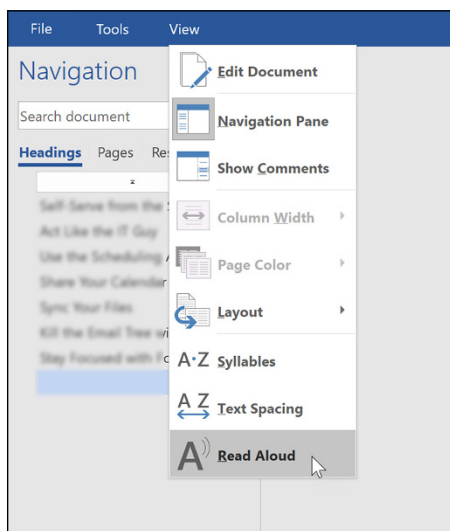 File Tools View
Navigation
Edit Document
Search document
Navigation Pane
Headings Pages Re
Show Comments
Column Width
Page Color
Layout
Syllables
Text Spacing
Read Aloud